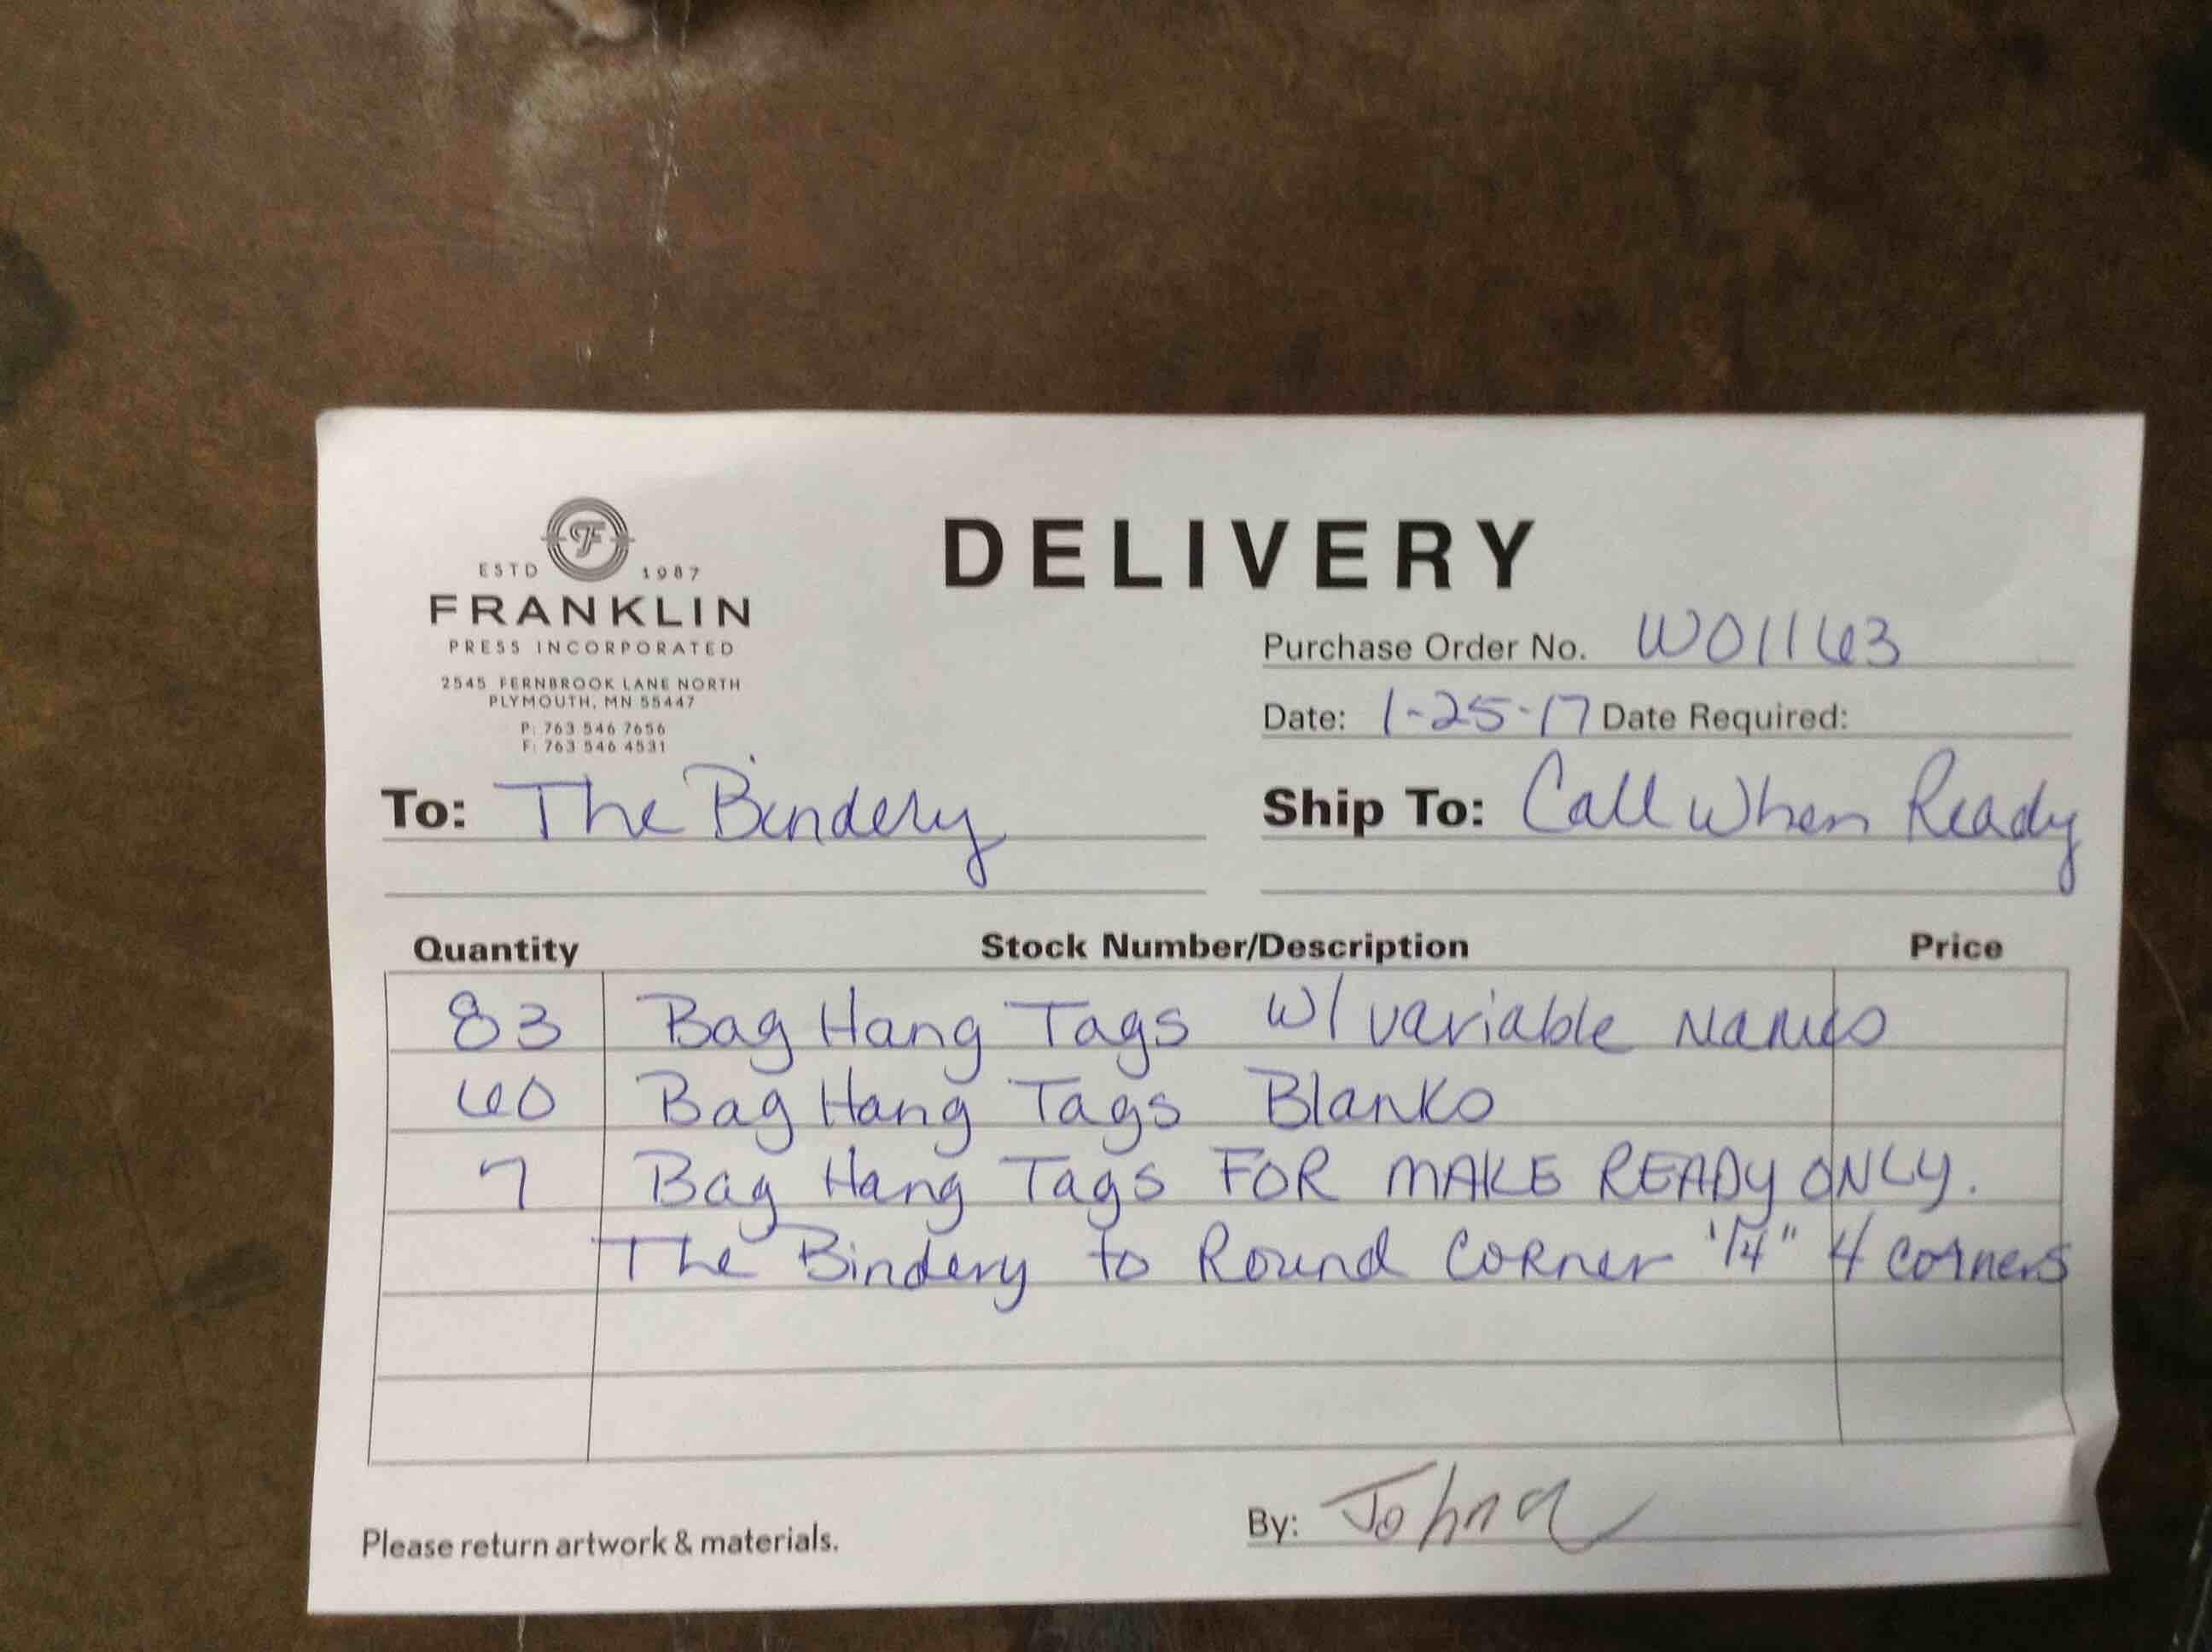 F
ESTD 1987
FRANKLIN
PRESS INCORPORATED
2545 FERNBROOK LANE NORTH
PLYMOUTH, MN 55447
P: 763 546 7656
F: 763 546 4531
DELIVERY
Purchase Order No. W01163
Date: 1-25-17 Date Required:
To: The Bindery
Ship To: Call When Ready
Quantity Stock Number/Description Price
83 Bag Hang Tags w/ variable Names
60 Bag Hang Tags Blanks
7 Bag Hang Tags FOR MAKE READY ONLY.
The Bindery to Round Corner 1/4" 4 corners
Please return artwork & materials.
By: John